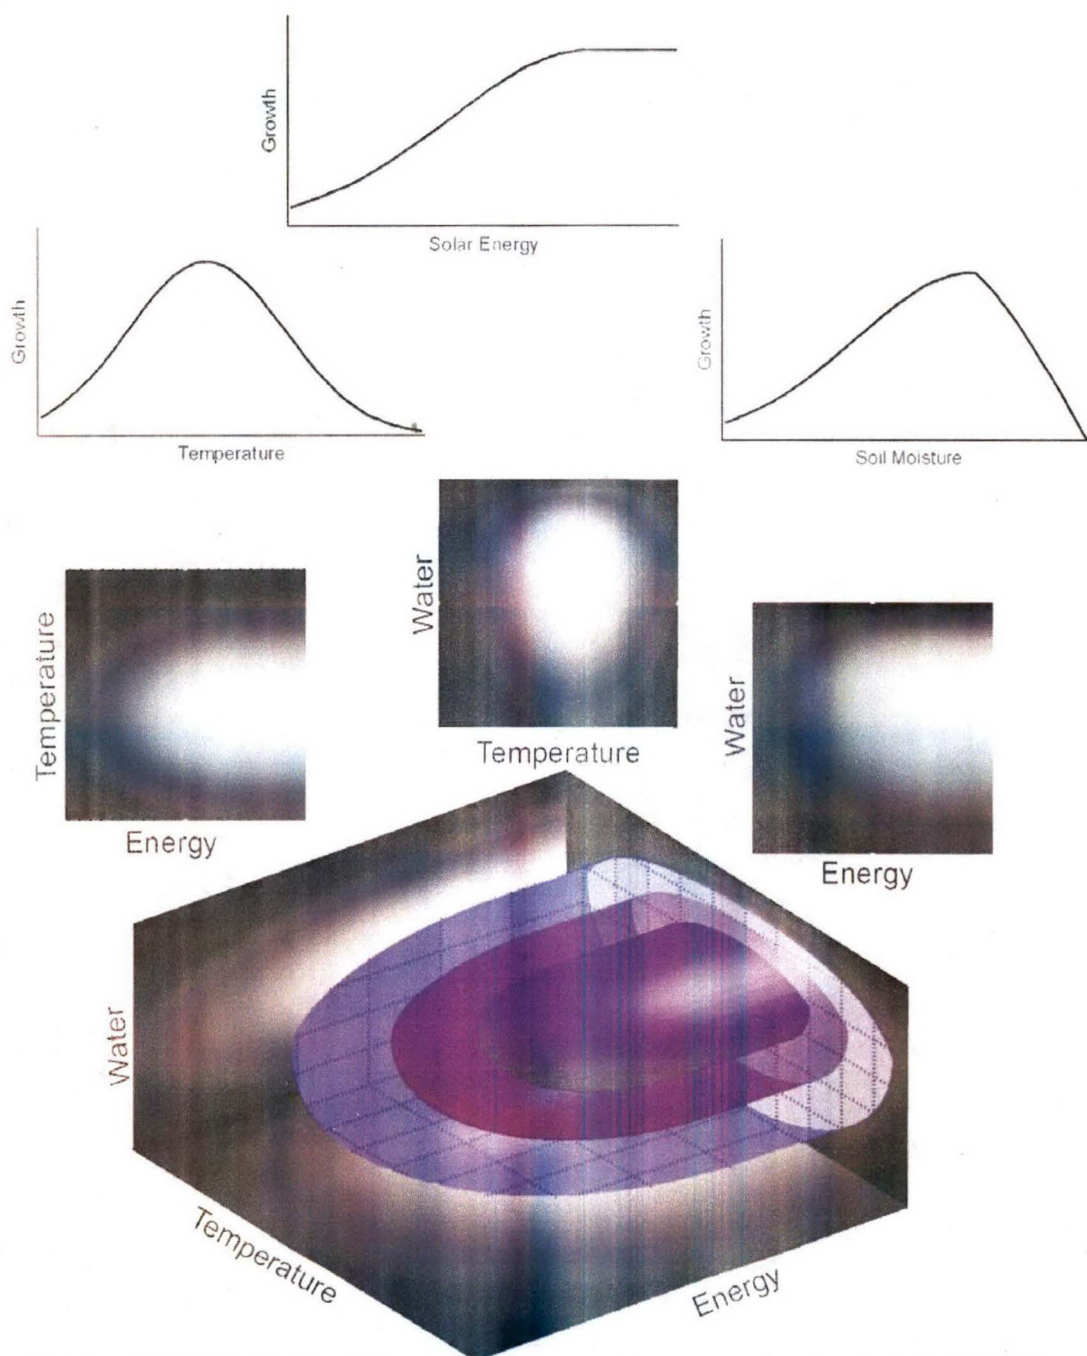 Growth
Solar Energy
Growth
Temperature
Growth
Soil Moisture
Water
Temperature
Temperature
Energy
Water
Energy
Water
Temperature
Energy